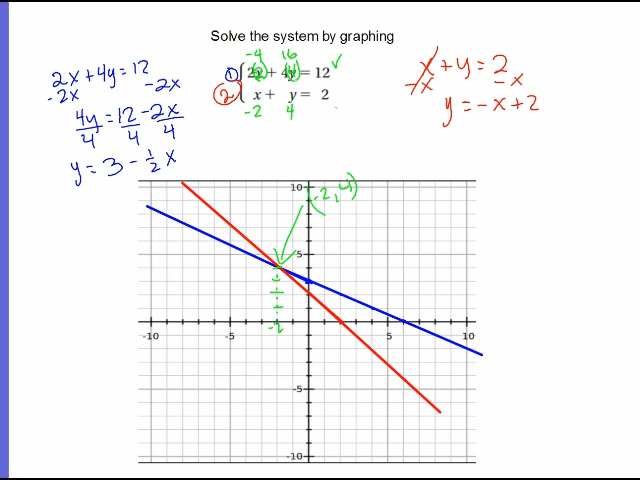 Solve the system by graphing
-4 16
① 2x + 4y = 12 ✓
② x + y = 2
-2 4
2x + 4y = 12
-2x -2x
4y = 12 - 2x
4 4 4
y = 3 - 1/2 x
x + y = 2
-x -x
y = -x + 2
(-2, 4)
10
5
-10 -5 5 10
-2
-5
-10